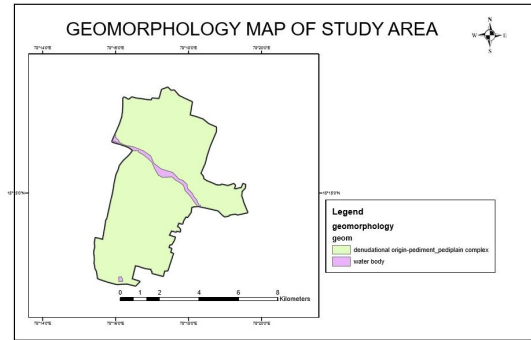 GEOMORPHOLOGY MAP OF STUDY AREA
N
W E
S
Legend
geomorphology
geom
denudational origin-pediment_pediplain complex
water body
0 1 2 4 6 8
Kilometers